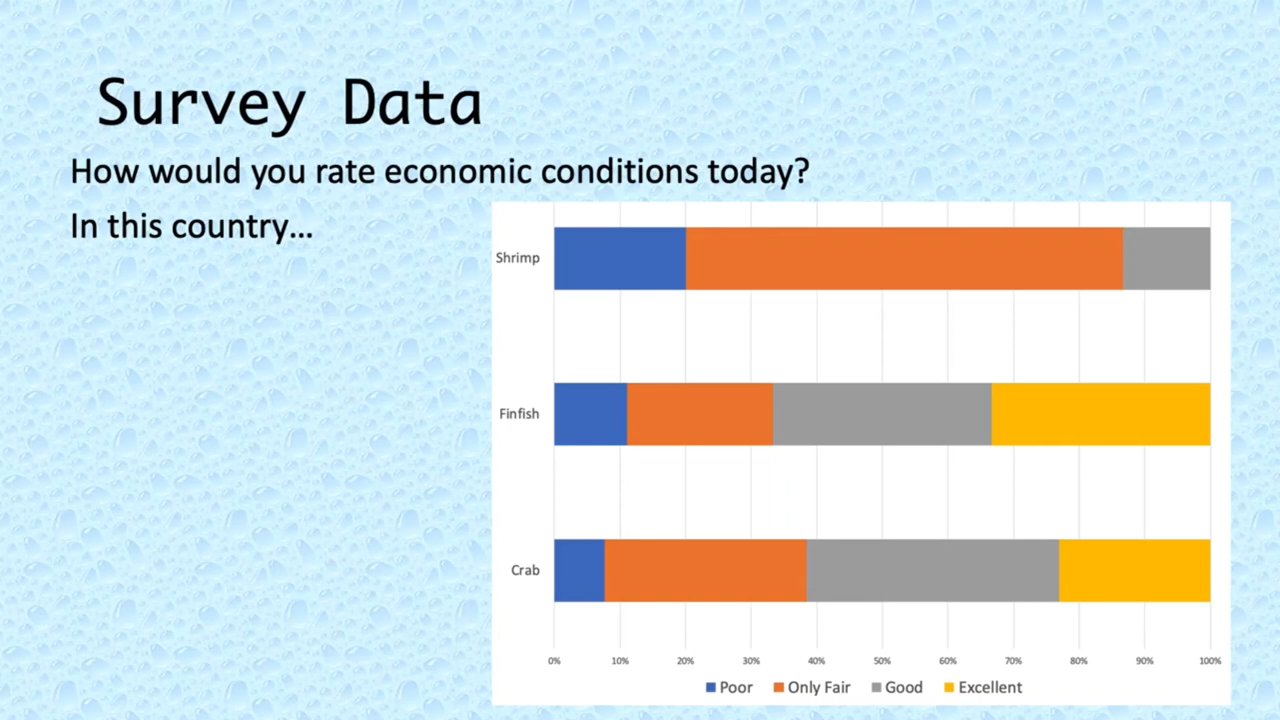 Survey Data
How would you rate economic conditions today?
In this country...
Shrimp
Finfish
Crab
0% 10% 20% 30% 40% 50% 60% 70% 80% 90% 100%
Poor Only Fair Good Excellent